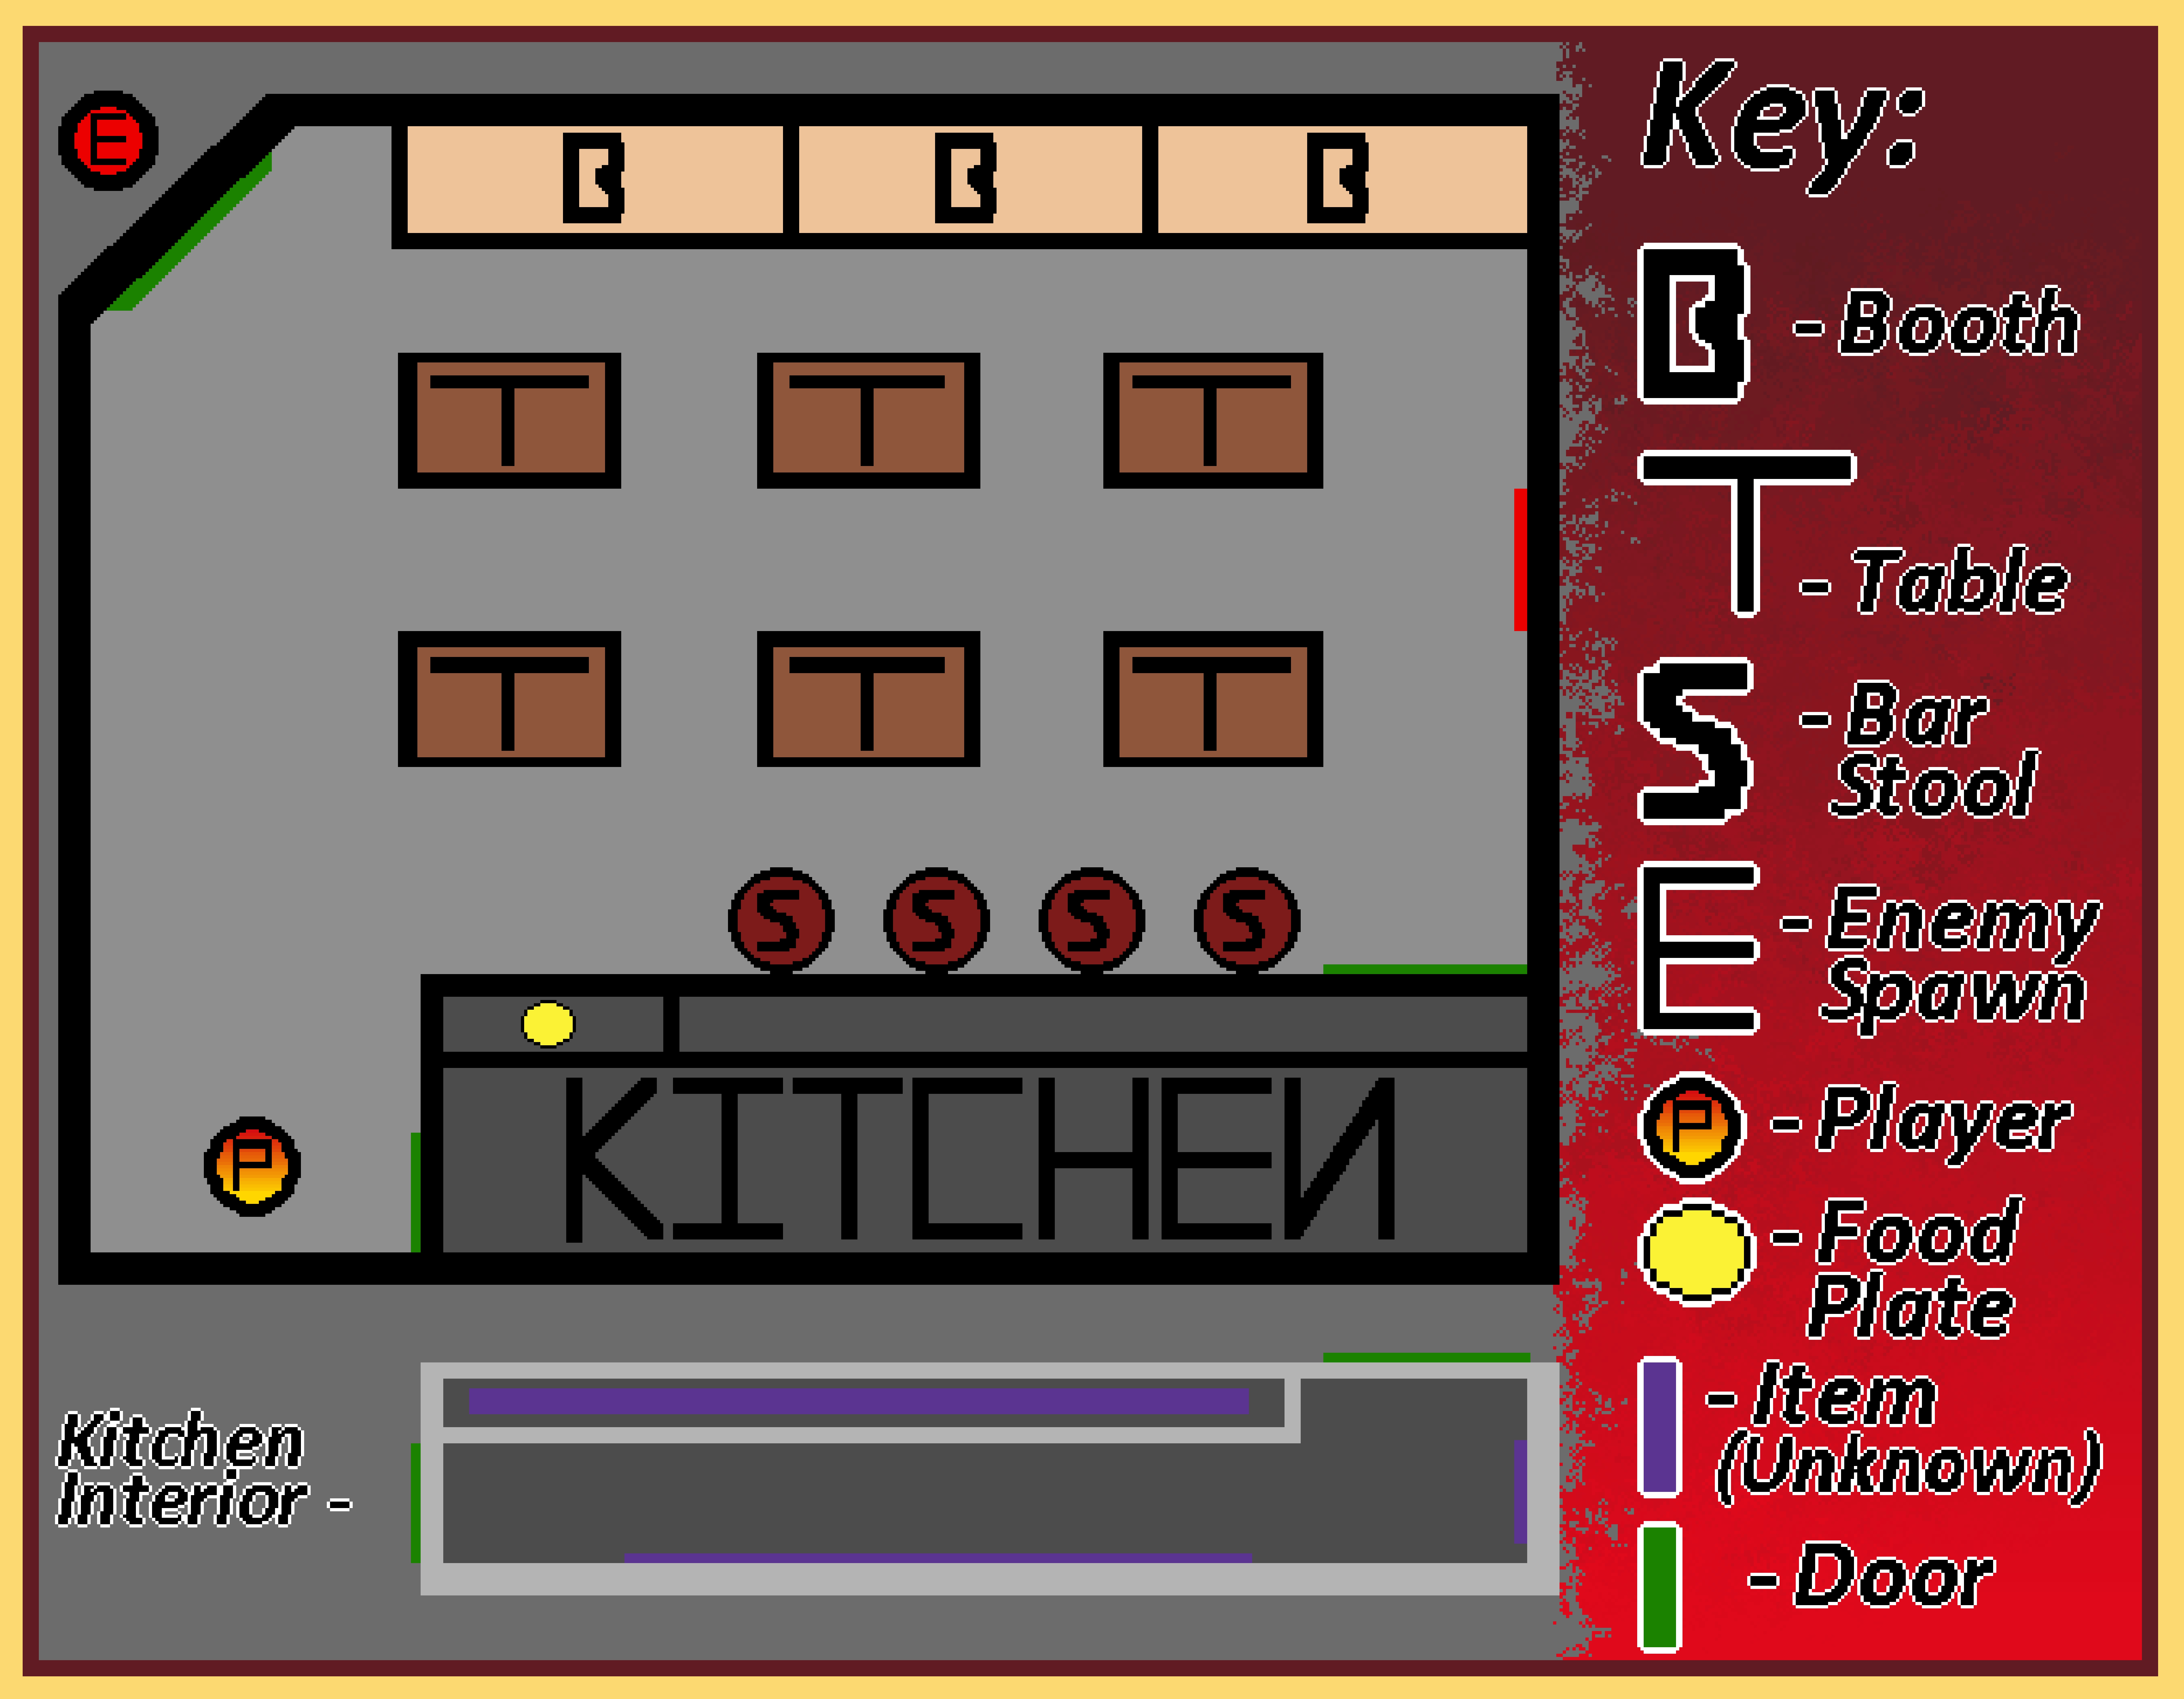 E
B B B
T T T
T T T
S S S S
KITCHEN
P
Kitchen
Interior -
Key:
B - Booth
T - Table
S - Bar
Stool
E - Enemy
Spawn
P - Player
- Food
Plate
- Item
(Unknown)
- Door